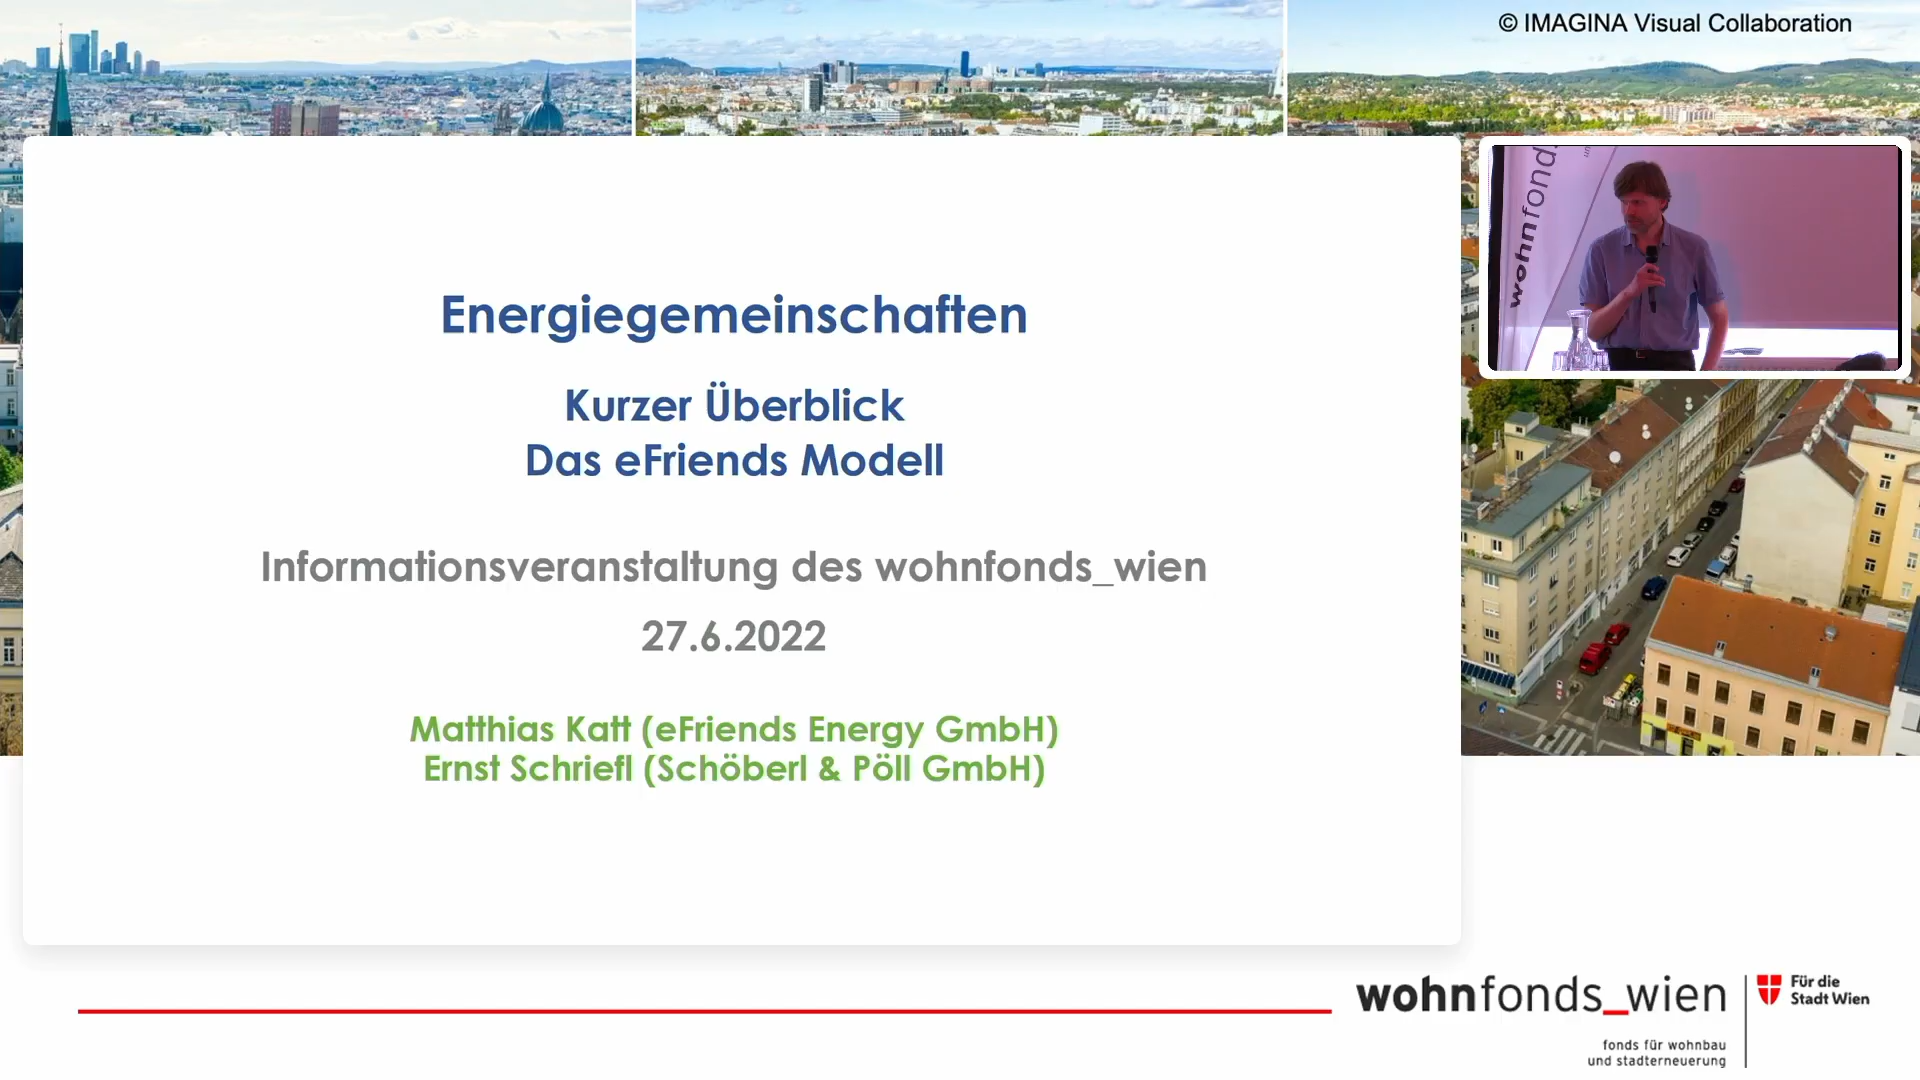 © IMAGINA Visual Collaboration
wohnfonds
Energiegemeinschaften
Kurzer Überblick
Das eFriends Modell
Informationsveranstaltung des wohnfonds_wien
27.6.2022
Matthias Katt (eFriends Energy GmbH)
Ernst Schriefl (Schöberl & Pöll GmbH)
wohnfonds_wien
fonds für wohnbau
und stadterneuerung
Für die
Stadt Wien